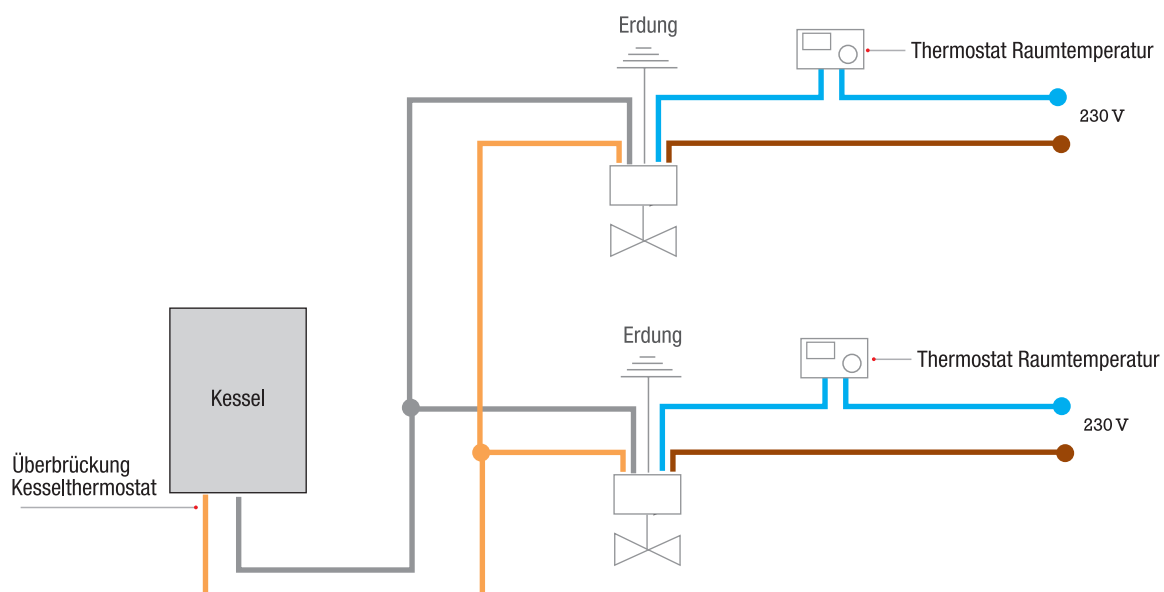 Erdung
Thermostat Raumtemperatur
230 V
Erdung
Thermostat Raumtemperatur
230 V
Kessel
Überbrückung
Kesselthermostat